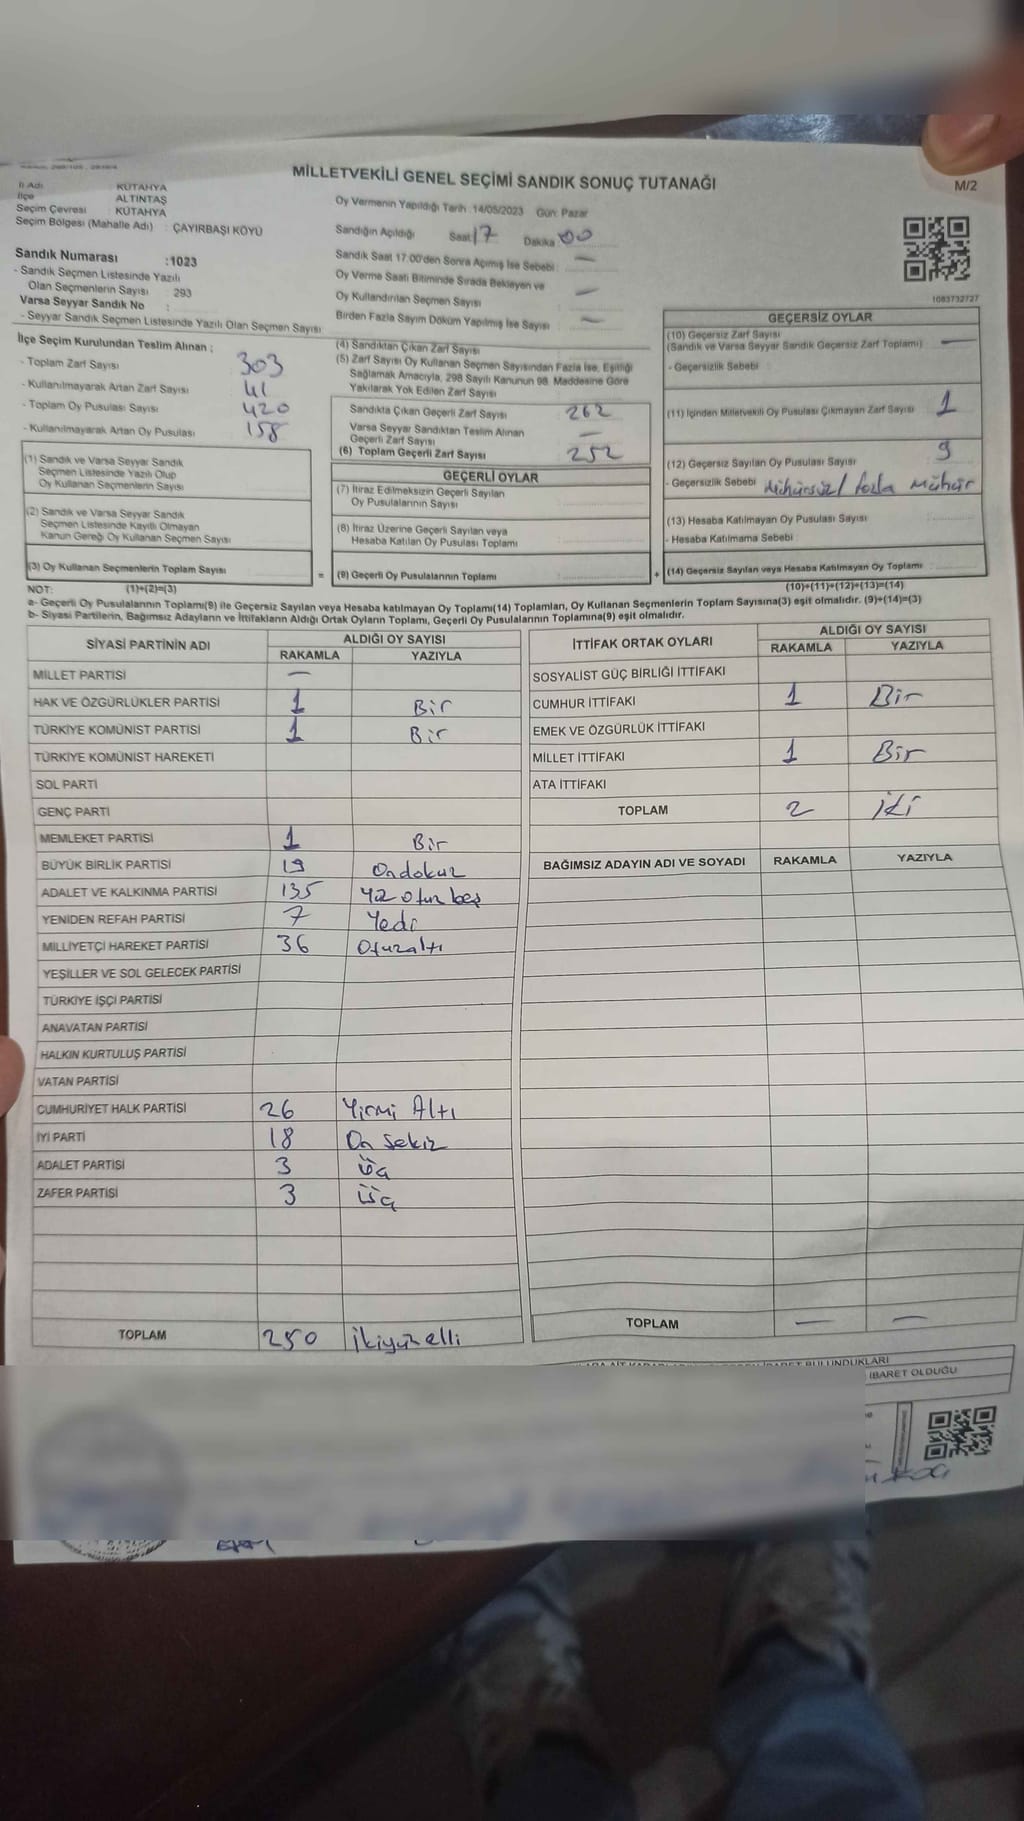 MİLLETVEKİLİ GENEL SEÇİMİ SANDIK SONUÇ TUTANAĞI
M/2
İl Adı : KÜTAHYA
İlçe : ALTINTAŞ
Seçim Çevresi : KÜTAHYA
Seçim Bölgesi (Mahalle Adı) : ÇAYIRBAŞI KÖYÜ
Sandık Numarası :1023
- Sandık Seçmen Listesinde Yazılı
Olan Seçmenlerin Sayısı : 293
Varsa Seyyar Sandık No :
- Seyyar Sandık Seçmen Listesinde Yazılı Olan Seçmen Sayısı:
Oy Vermenin Yapıldığı Tarih :14/05/2023 Gün: Pazar
Sandığın Açıldığı Saat 17 Dakika 00
Sandık Saat 17.00'den Sonra Açımış İse Sebebi : —
Oy Verme Saati Bitiminde Sırada Bekleyen ve
Oy Kullandırılan Seçmen Sayısı : —
Birden Fazla Sayım Döküm Yapılmış İse Sayısı : —
1083732727
İlçe Seçim Kurulundan Teslim Alınan :
- Toplam Zarf Sayısı 303
- Kullanılmayarak Artan Zarf Sayısı 41
- Toplam Oy Pusulası Sayısı 420
- Kullanılmayarak Artan Oy Pusulası 158
(1) Sandık ve Varsa Seyyar Sandık
Seçmen Listesinde Yazılı Olup
Oy Kullanan Seçmenlerin Sayısı
(2) Sandık ve Varsa Seyyar Sandık
Seçmen Listesinde Kayıtlı Olmayan
Kanun Gereği Oy Kullanan Seçmen Sayısı
(3) Oy Kullanan Seçmenlerin Toplam Sayısı
(4) Sandıktan Çıkan Zarf Sayısı
(5) Zarf Sayısı Oy Kullanan Seçmen Sayısından Fazla İse, Eşitliği
Sağlamak Amacıyla, 298 Sayılı Kanunun 98. Maddesine Göre
Yakılarak Yok Edilen Zarf Sayısı
Sandıkta Çıkan Geçerli Zarf Sayısı 262
Varsa Seyyar Sandıktan Teslim Alınan
Geçerli Zarf Sayısı —
(6) Toplam Geçerli Zarf Sayısı 252
GEÇERLİ OYLAR
(7) İtiraz Edilmeksizin Geçerli Sayılan
Oy Pusulalarının Sayısı
(8) İtiraz Üzerine Geçerli Sayılan veya
Hesaba Katılan Oy Pusulası Toplamı
= (9) Geçerli Oy Pusulalarının Toplamı
GEÇERSİZ OYLAR
(10) Geçersiz Zarf Sayısı
(Sandık ve Varsa Seyyar Sandık Geçersiz Zarf Toplamı) —
- Geçersizlik Sebebi
(11) İçinden Milletvekili Oy Pusulası Çıkmayan Zarf Sayısı 1
(12) Geçersiz Sayılan Oy Pusulası Sayısı 9
- Geçersizlik Sebebi Mühürsüz/ fazla mühür
(13) Hesaba Katılmayan Oy Pusulası Sayısı
- Hesaba Katılmama Sebebi
+ (14) Geçersiz Sayılan veya Hesaba Katılmayan Oy Toplamı
NOT: (1)+(2)=(3)
(10)+(11)+(12)+(13)=(14)
a- Geçerli Oy Pusulalarının Toplamı(9) ile Geçersiz Sayılan veya Hesaba katılmayan Oy Toplamı(14) Toplamları, Oy Kullanan Seçmenlerin Toplam Sayısına(3) eşit olmalıdır. (9)+(14)=(3)
b- Siyasi Partilerin, Bağımsız Adayların ve İttifakların Aldığı Ortak Oyların Toplamı, Geçerli Oy Pusulalarının Toplamına(9) eşit olmalıdır.
SİYASİ PARTİNİN ADI ALDIĞI OY SAYISI
RAKAMLA YAZIYLA
MİLLET PARTİSİ —
HAK VE ÖZGÜRLÜKLER PARTİSİ 1 Bir
TÜRKİYE KOMÜNİST PARTİSİ 1 Bir
TÜRKİYE KOMÜNİST HAREKETİ
SOL PARTİ
GENÇ PARTİ
MEMLEKET PARTİSİ 1 Bir
BÜYÜK BİRLİK PARTİSİ 19 Ondokuz
ADALET VE KALKINMA PARTİSİ 135 Yüz otuz beş
YENİDEN REFAH PARTİSİ 7 Yedi
MİLLİYETÇİ HAREKET PARTİSİ 36 Otuzaltı
YEŞİLLER VE SOL GELECEK PARTİSİ
TÜRKİYE İŞÇİ PARTİSİ
ANAVATAN PARTİSİ
HALKIN KURTULUŞ PARTİSİ
VATAN PARTİSİ
CUMHURİYET HALK PARTİSİ 26 Yirmi Altı
İYİ PARTİ 18 On Sekiz
ADALET PARTİSİ 3 üç
ZAFER PARTİSİ 3 üç
TOPLAM 250 İkiyüzelli
İTTİFAK ORTAK OYLARI ALDIĞI OY SAYISI
RAKAMLA YAZIYLA
SOSYALİST GÜÇ BİRLİĞİ İTTİFAKI
CUMHUR İTTİFAKI 1 Bir
EMEK VE ÖZGÜRLÜK İTTİFAKI
MİLLET İTTİFAKI 1 Bir
ATA İTTİFAKI
TOPLAM 2 İki
BAĞIMSIZ ADAYIN ADI VE SOYADI RAKAMLA YAZIYLA
TOPLAM — —
BULUNDUKLARI
İBARET OLDUĞU